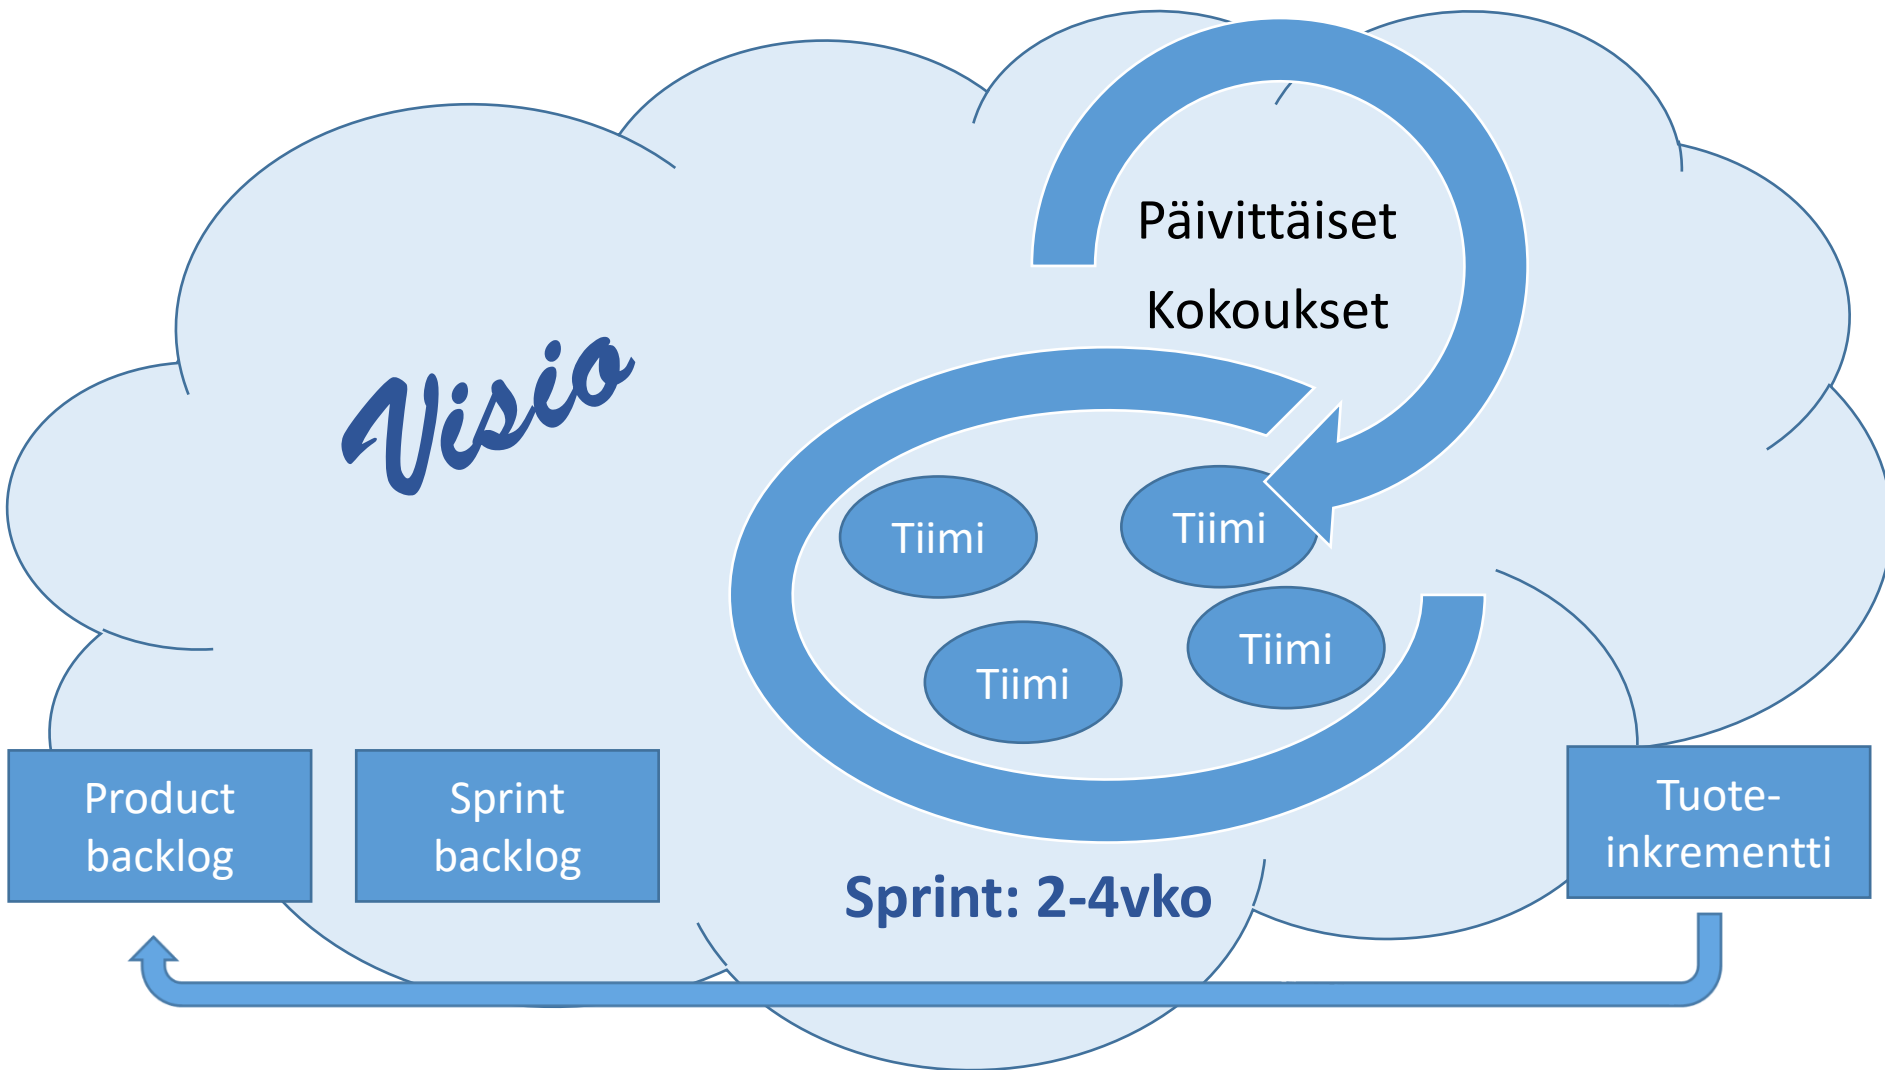 Päivittäiset
Kokoukset
Visio
Tiimi
Tiimi
Tiimi
Tiimi
Product
backlog
Sprint
backlog
Tuote-
inkrementti
Sprint: 2-4vko